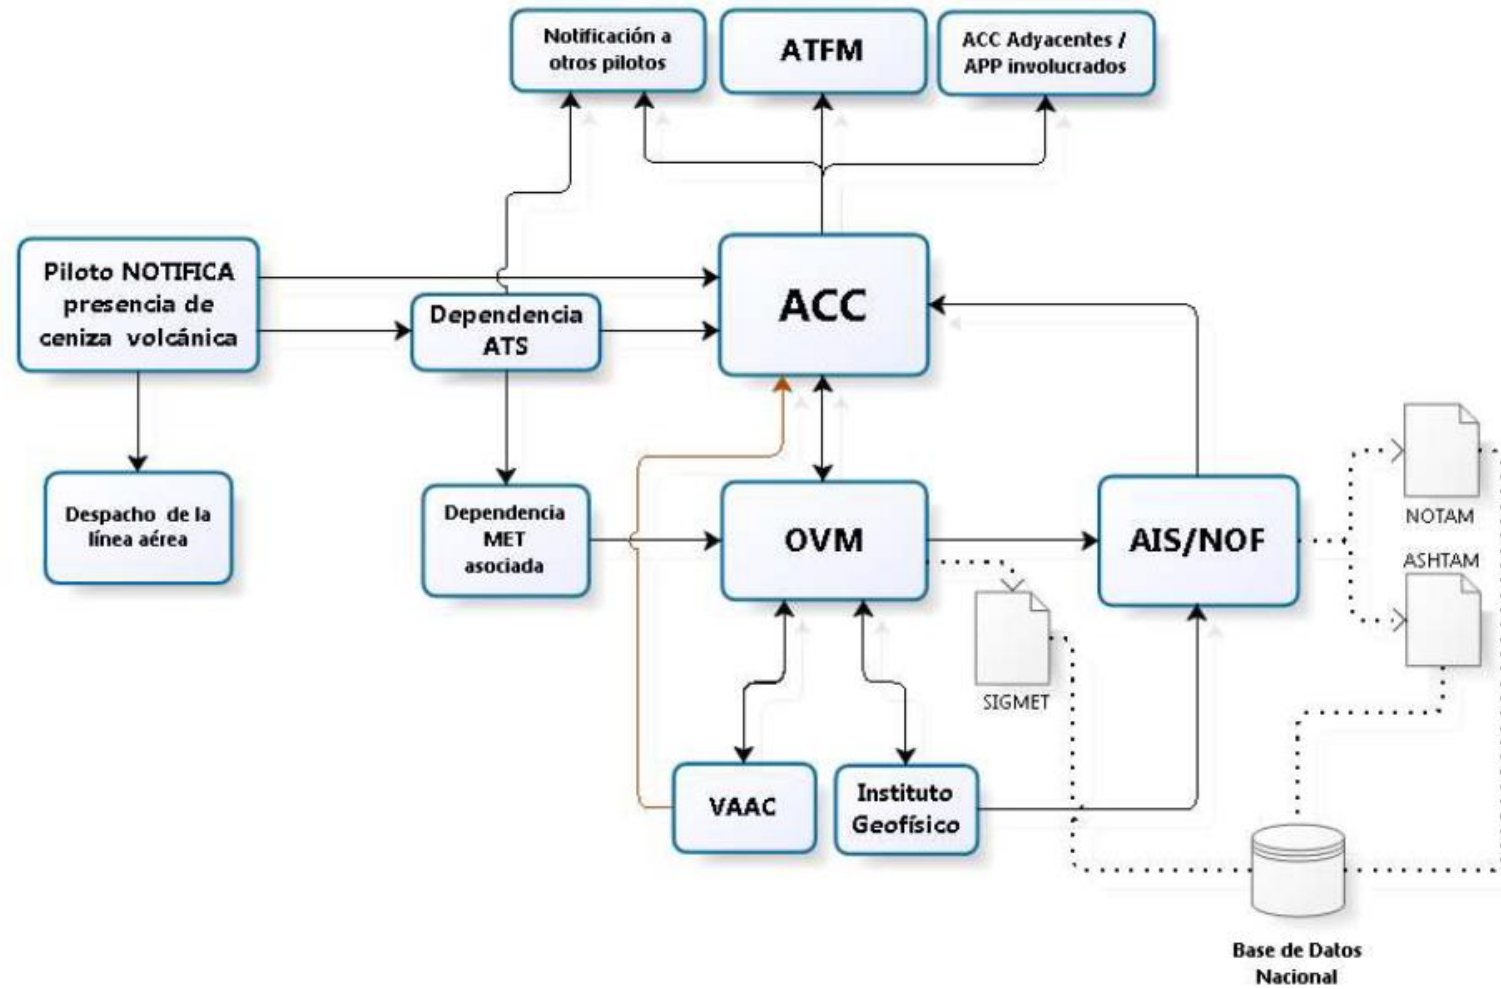 Notificación a
otros pilotos
ATFM
ACC Adyacentes /
APP involucrados
Piloto NOTIFICA
presencia de
ceniza volcánica
Dependencia
ATS
ACC
Despacho de la
línea aérea
Dependencia
MET
asociada
OVM
AIS/NOF
NOTAM
ASHTAM
SIGMET
VAAC
Instituto
Geofísico
Base de Datos
Nacional